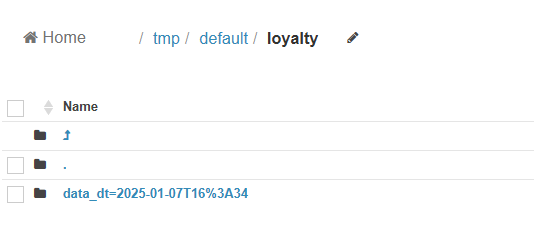 Home / tmp / default / loyalty
Name
.
data_dt=2025-01-07T16%3A34